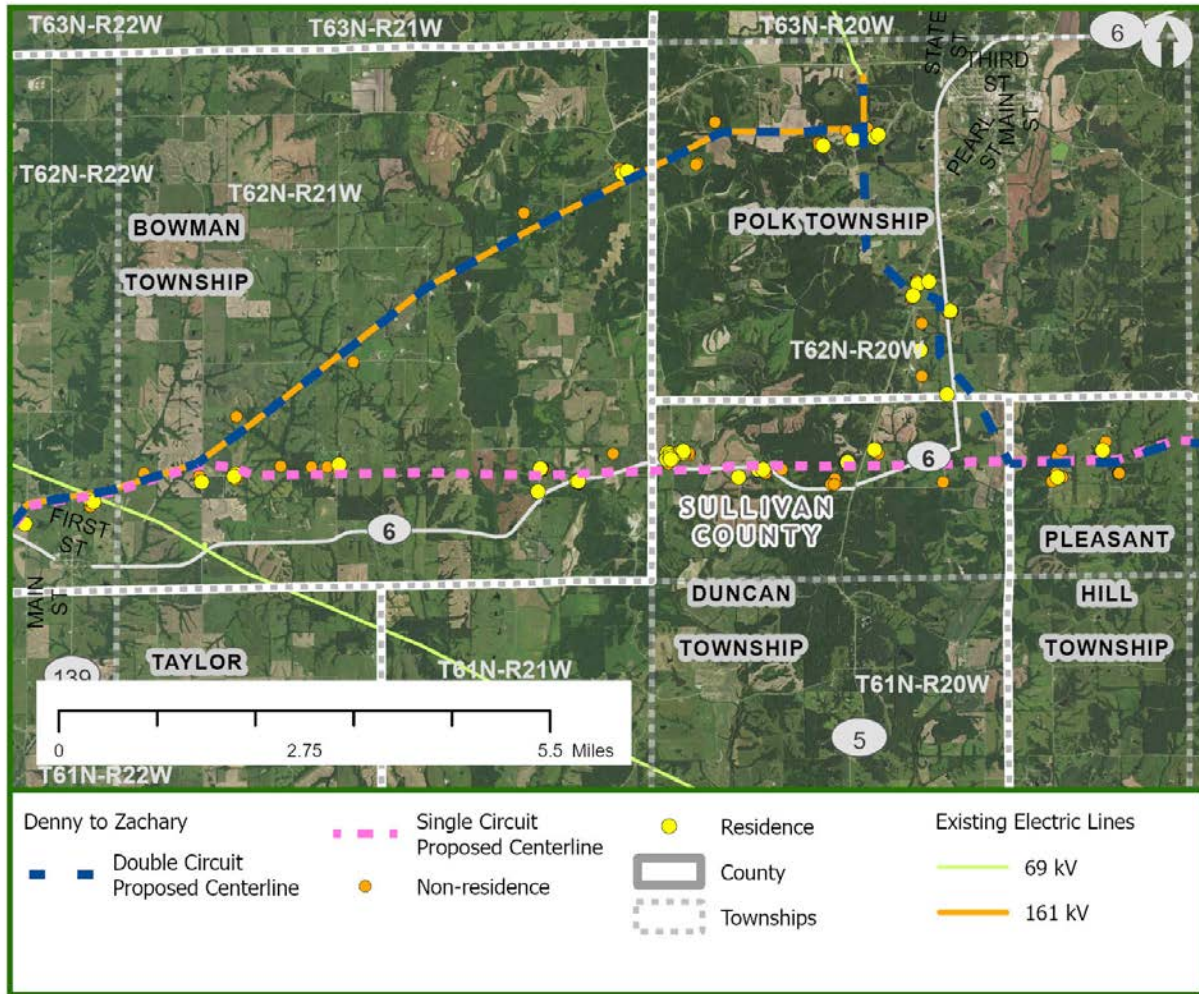 T63N-R22W
T63N-R21W
T63N-R20W
STATE
ST
6
THIRD
ST
MAIN
ST
PEARL
ST
T62N-R22W
T62N-R21W
BOWMAN
TOWNSHIP
POLK TOWNSHIP
T62N-R20W
6
FIRST
ST
6
SULLIVAN
COUNTY
PLEASANT
HILL
TOWNSHIP
MAIN
ST
DUNCAN
TOWNSHIP
TAYLOR
T61N-R21W
T61N-R20W
139
5
0
2.75
5.5 Miles
T61N-R22W
Denny to Zachary
Double Circuit
Proposed Centerline
Single Circuit
Proposed Centerline
Non-residence
Residence
County
Townships
Existing Electric Lines
69 kV
161 kV